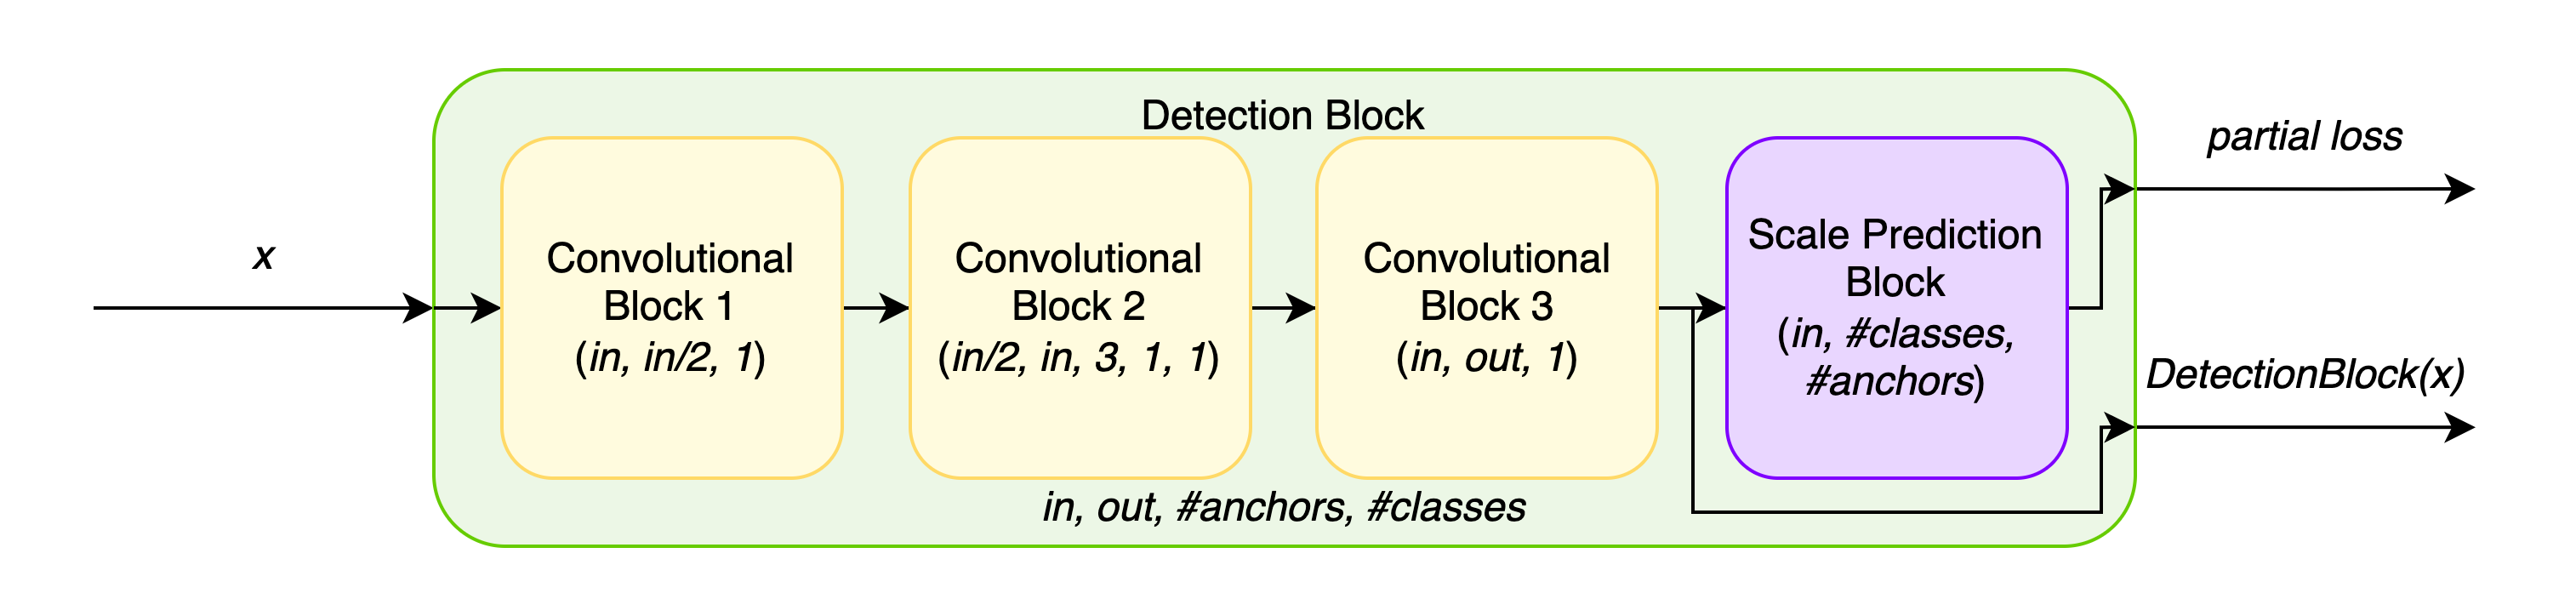 Detection Block
x
Convolutional
Block 1
(in, in/2, 1)
Convolutional
Block 2
(in/2, in, 3, 1, 1)
Convolutional
Block 3
(in, out, 1)
Scale Prediction
Block
(in, #classes,
#anchors)
in, out, #anchors, #classes
partial loss
DetectionBlock(x)